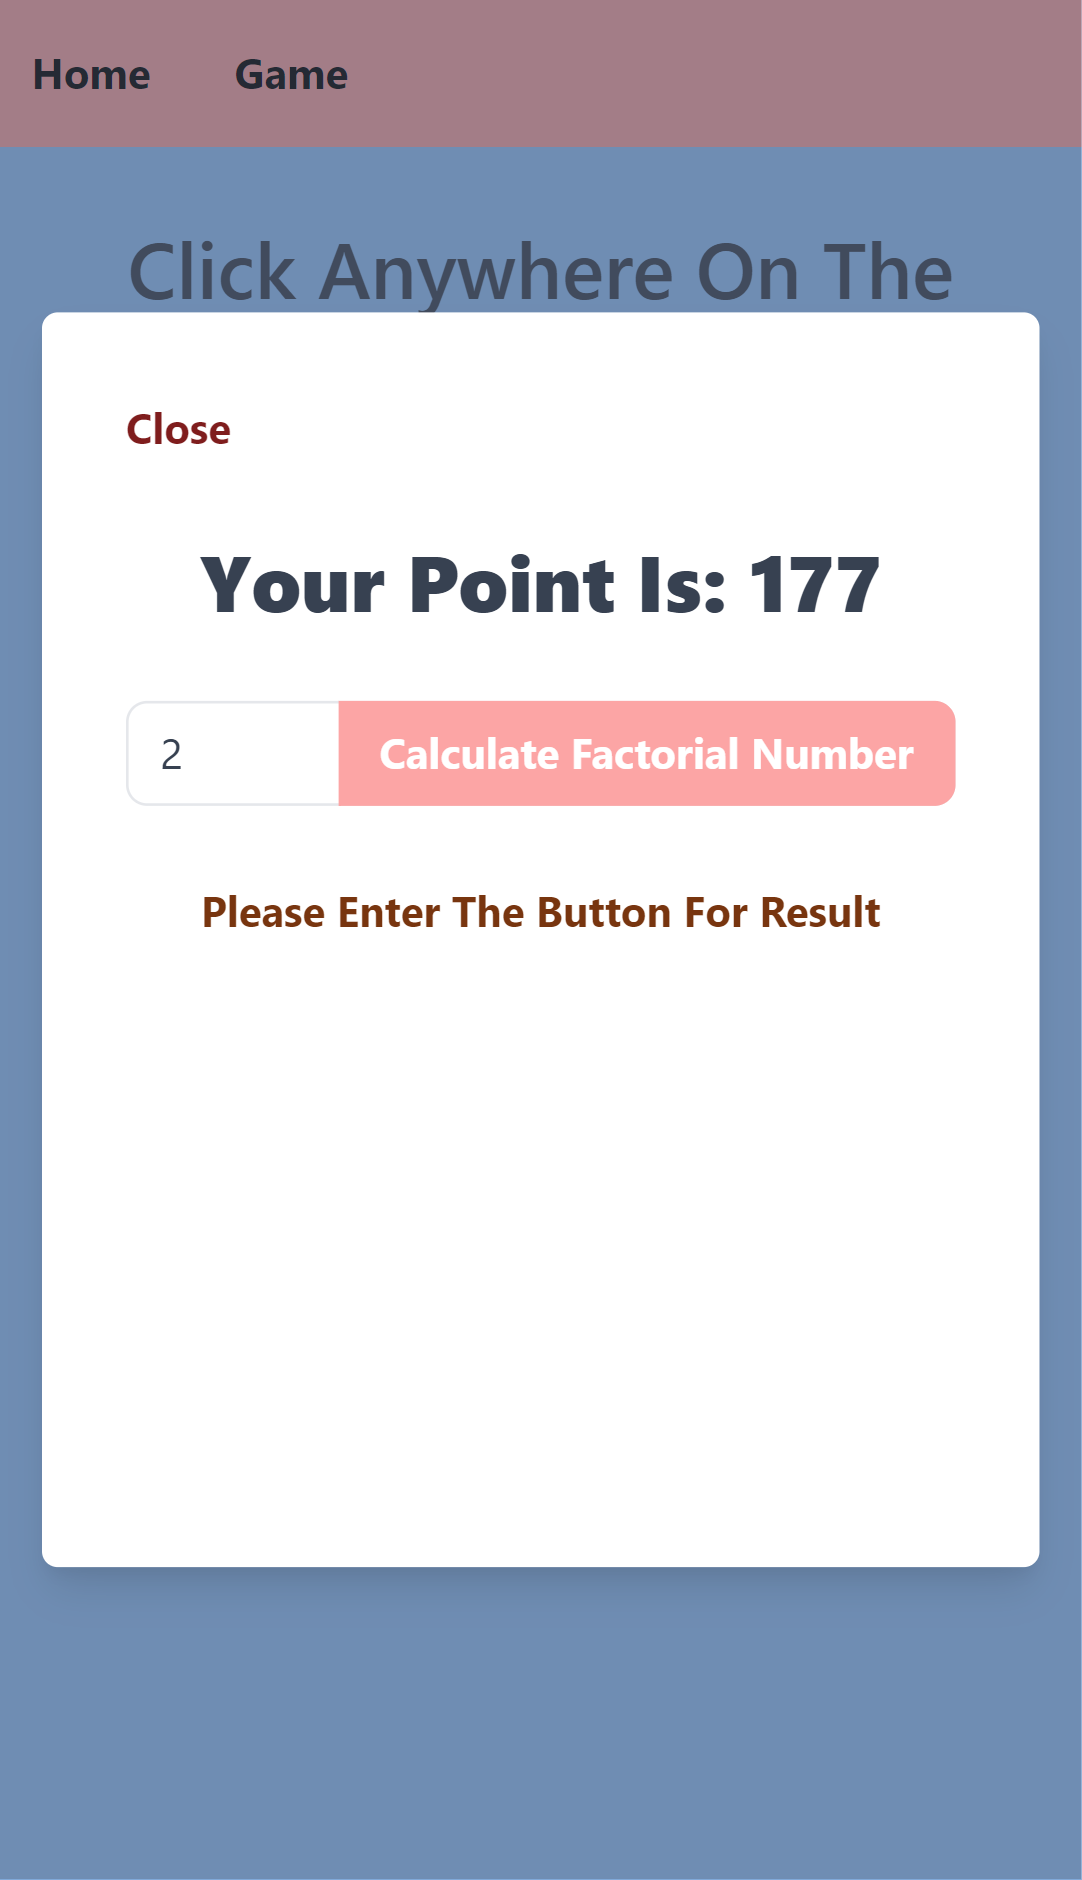 Home Game
Click Anywhere On The
Close
Your Point Is: 177
2 Calculate Factorial Number
Please Enter The Button For Result